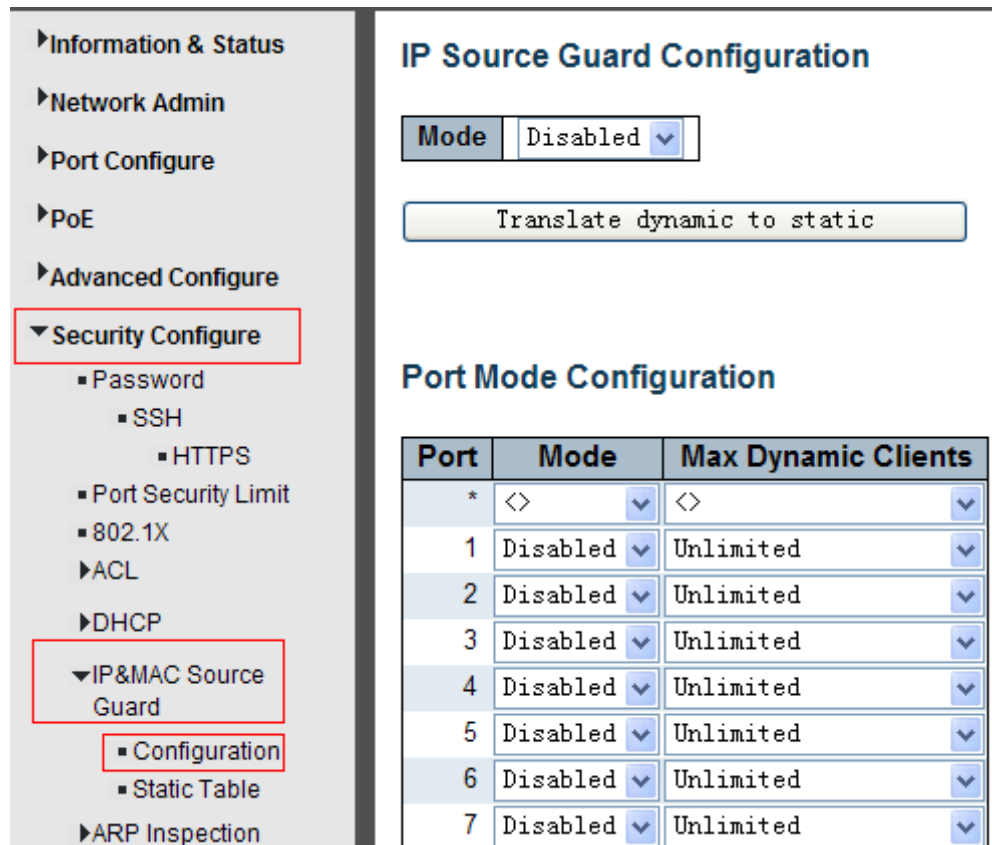 Information & Status
Network Admin
Port Configure
PoE
Advanced Configure
Security Configure
Password
SSH
HTTPS
Port Security Limit
802.1X
ACL
DHCP
IP&MAC Source
Guard
Configuration
Static Table
ARP Inspection
IP Source Guard Configuration
Mode Disabled
Translate dynamic to static
Port Mode Configuration
Port Mode Max Dynamic Clients
* <> <>
1 Disabled Unlimited
2 Disabled Unlimited
3 Disabled Unlimited
4 Disabled Unlimited
5 Disabled Unlimited
6 Disabled Unlimited
7 Disabled Unlimited